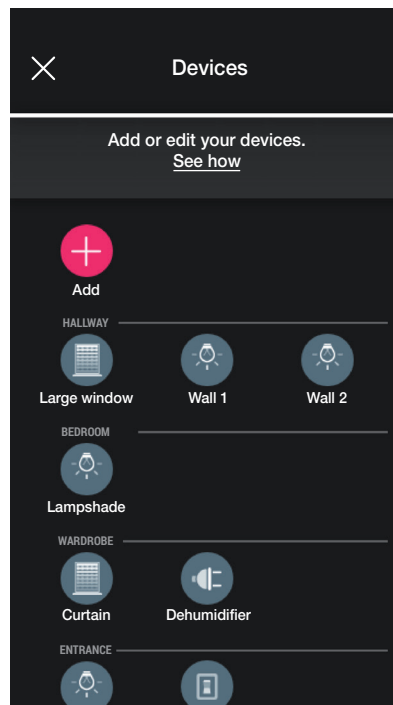 Devices
Add or edit your devices.
See how
Add
HALLWAY
Large window
Wall 1
Wall 2
BEDROOM
Lampshade
WARDROBE
Curtain
Dehumidifier
ENTRANCE